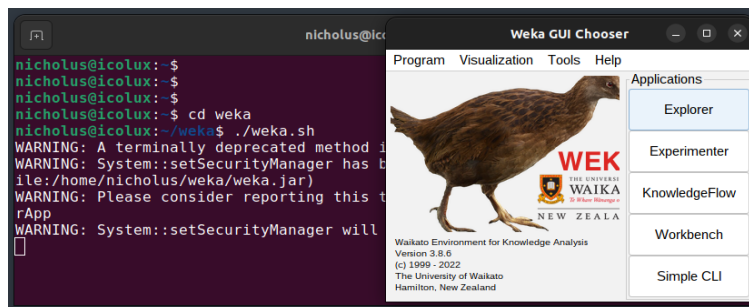 nicholus@ic
nicholus@icolux:~$
nicholus@icolux:~$
nicholus@icolux:~$
nicholus@icolux:~$ cd weka
nicholus@icolux:~/weka$ ./weka.sh
WARNING: A terminally deprecated method i
WARNING: System::setSecurityManager has b
ile:/home/nicholus/weka/weka.jar)
WARNING: Please consider reporting this t
rApp
WARNING: System::setSecurityManager will
Weka GUI Chooser
Program Visualization Tools Help
WEK
THE UNIVERSI
WAIKA
Te Whare Wananga o
NEW ZEALA
Waikato Environment for Knowledge Analysis
Version 3.8.6
(c) 1999 - 2022
The University of Waikato
Hamilton, New Zealand
Applications
Explorer
Experimenter
KnowledgeFlow
Workbench
Simple CLI